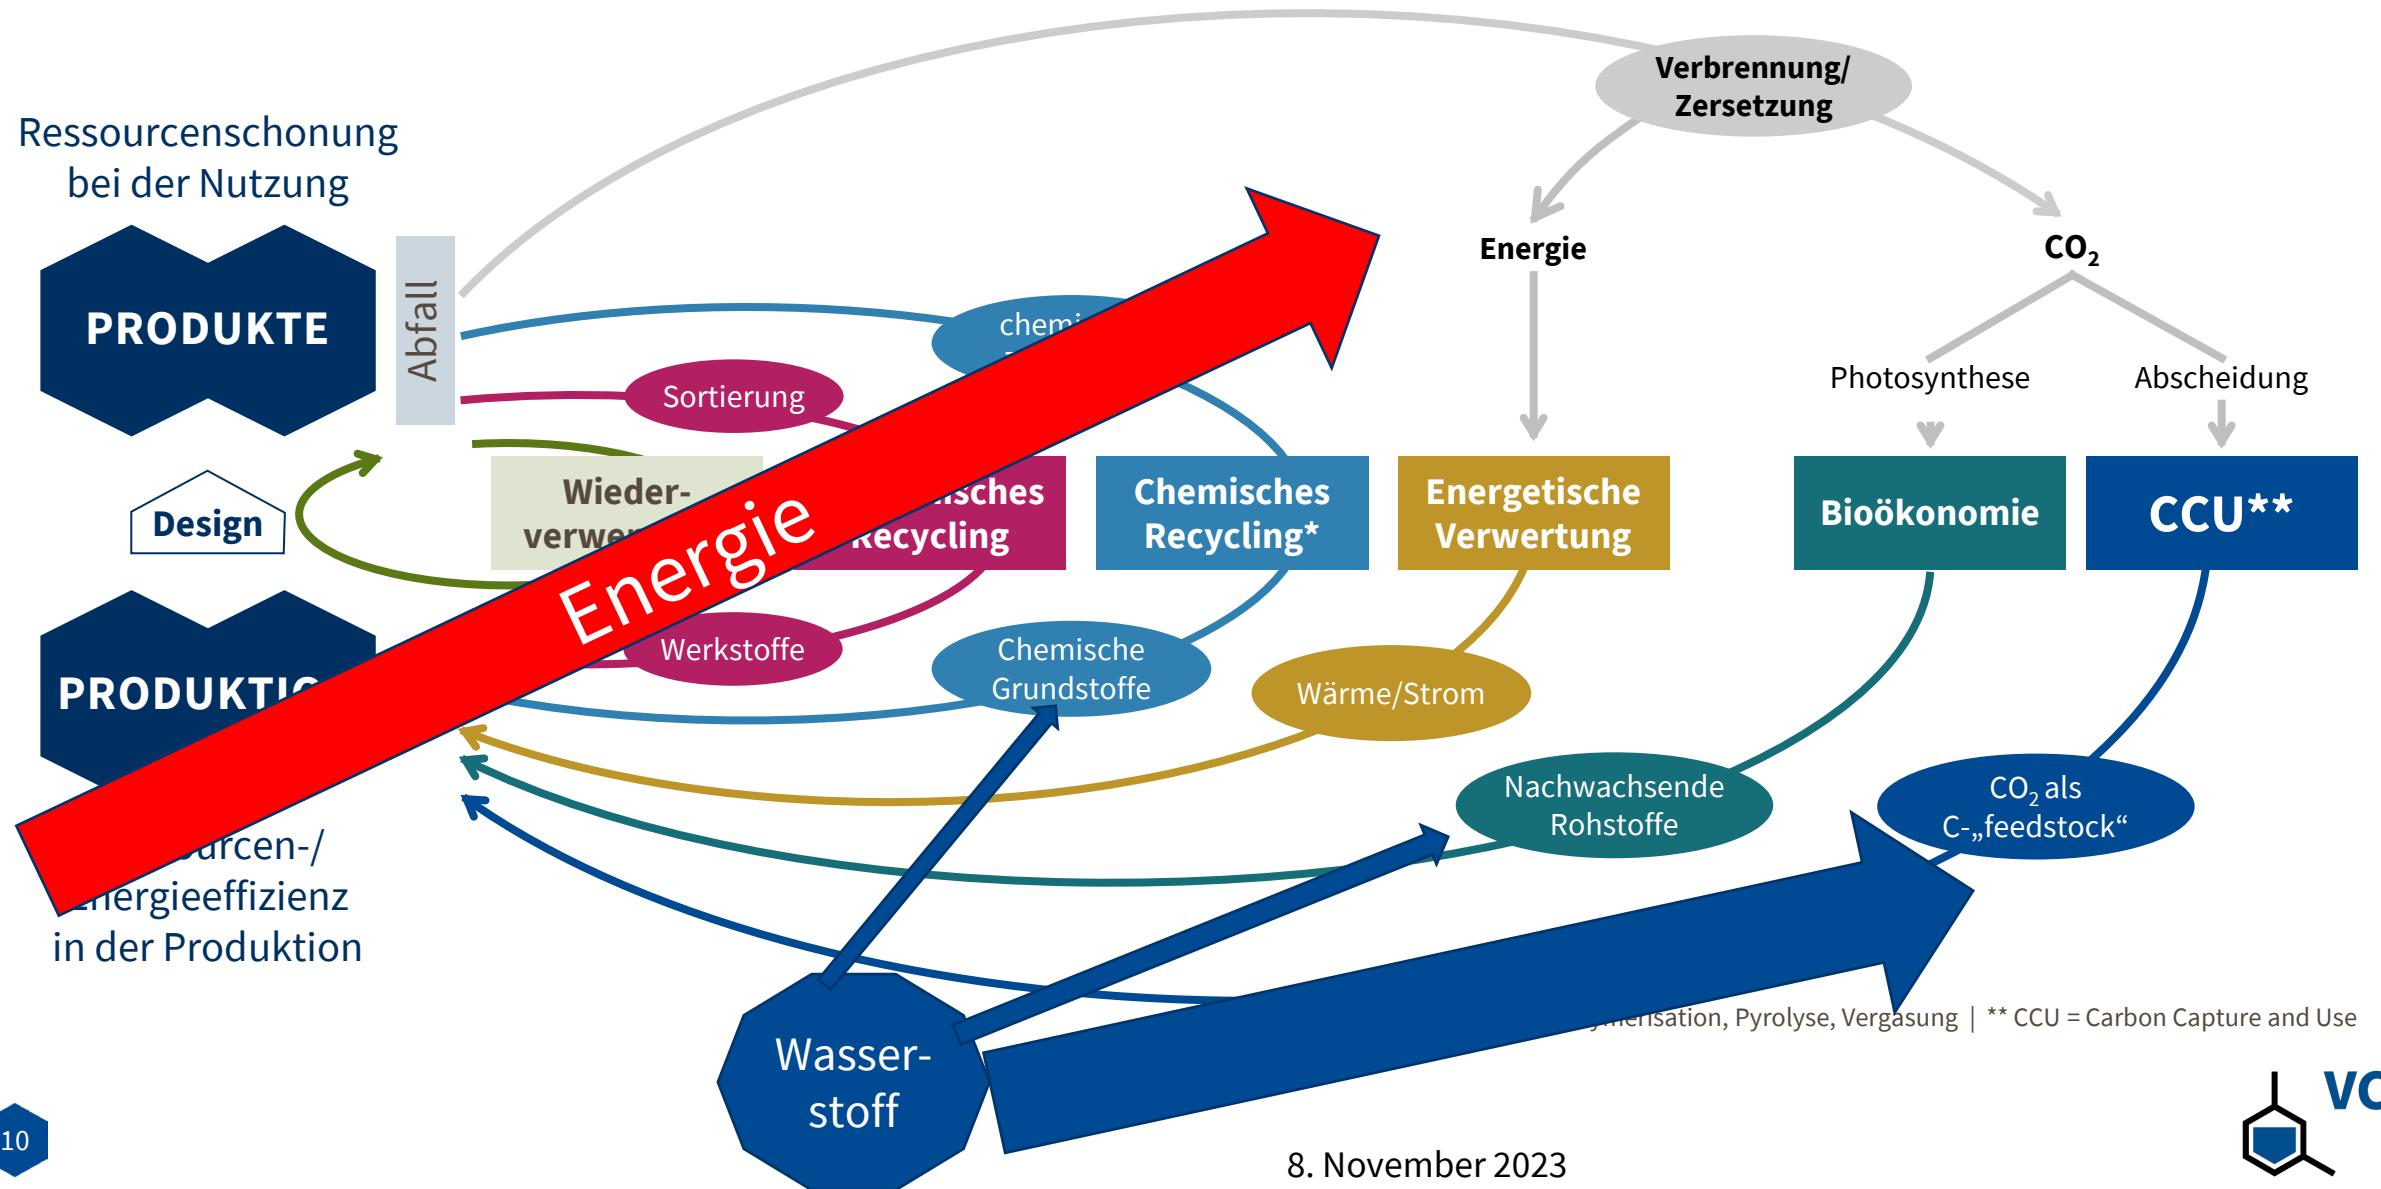 Verbrennung/
Zersetzung
Ressourcenschonung
bei der Nutzung
Energie
CO₂
PRODUKTE
Abfall
Sortierung
Photosynthese
Abscheidung
Design
Wieder-
Recycling
Chemisches
Recycling*
Energetische
Verwertung
Bioökonomie
CCU**
Energie
Werkstoffe
Chemische
Grundstoffe
Wärme/Strom
Nachwachsende
Rohstoffe
CO₂ als
C-„feedstock“
Energieeffizienz
in der Produktion
Pyrolyse, Vergasung | ** CCU = Carbon Capture and Use
Wasser-
stoff
10
8. November 2023